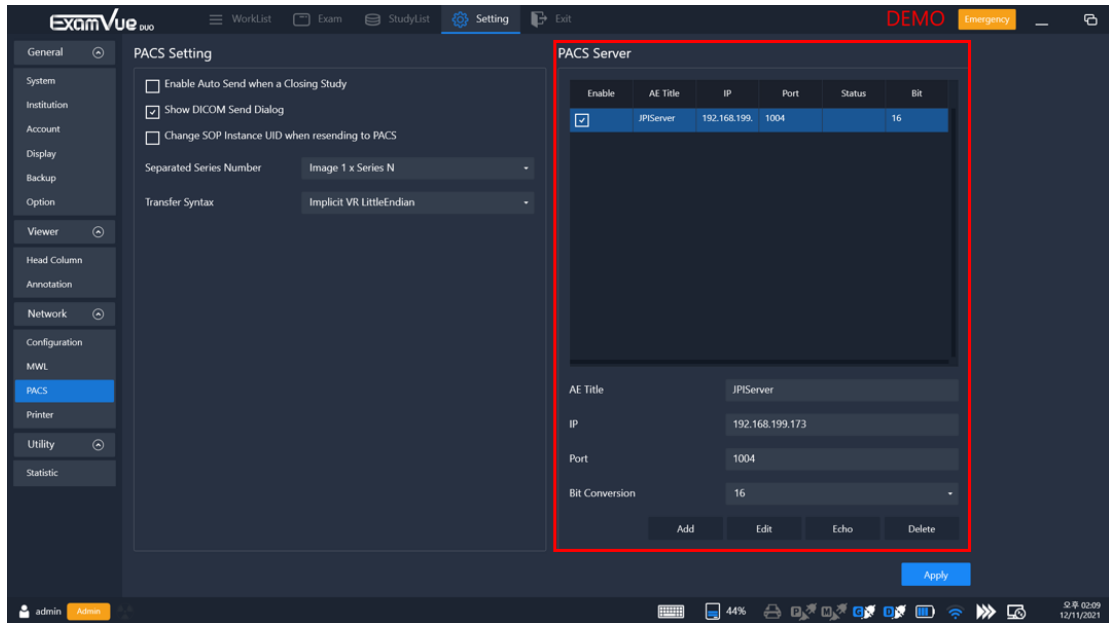 ExamVue DUO
WorkList
Exam
StudyList
Setting
Exit
DEMO
Emergency
General
System
Institution
Account
Display
Backup
Option
Viewer
Head Column
Annotation
Network
Configuration
MWL
PACS
Printer
Utility
Statistic
PACS Setting
Enable Auto Send when a Closing Study
Show DICOM Send Dialog
Change SOP Instance UID when resending to PACS
Separated Series Number
Image 1 x Series N
Transfer Syntax
Implicit VR LittleEndian
PACS Server
Enable AE Title IP Port Status Bit
JPIServer 192.168.199. 1004 16
AE Title JPIServer
IP 192.168.199.173
Port 1004
Bit Conversion 16
Add Edit Echo Delete
Apply
admin Admin
44%
P M G D
오후 02:09
12/11/2021